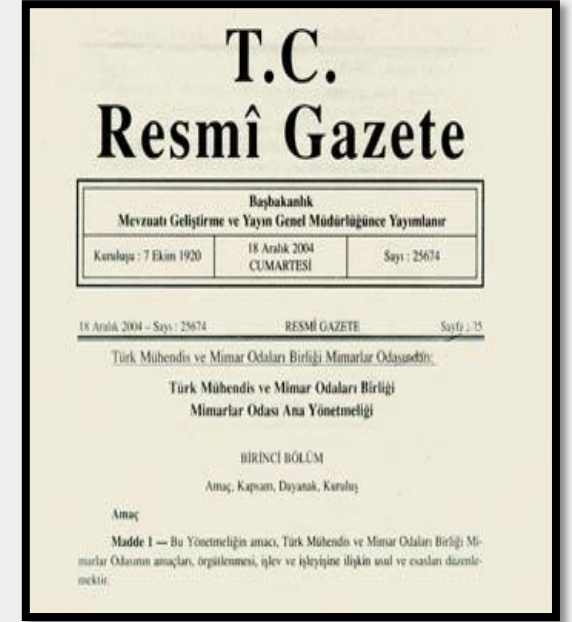 T.C.
Resmî Gazete
Başbakanlık
Mevzuatı Geliştirme ve Yayın Genel Müdürlüğünce Yayımlanır
Kuruluşu : 7 Ekim 1920
18 Aralık 2004
CUMARTESİ
Sayı : 25674
18 Aralık 2004 – Sayı : 25674 RESMÎ GAZETE Sayfa : 35
Türk Mühendis ve Mimar Odaları Birliği Mimarlar Odasından:
Türk Mühendis ve Mimar Odaları Birliği
Mimarlar Odası Ana Yönetmeliği
BİRİNCİ BÖLÜM
Amaç, Kapsam, Dayanak, Kuruluş
Amaç
Madde 1 — Bu Yönetmeliğin amacı, Türk Mühendis ve Mimar Odaları Birliği Mi-
marlar Odasının amaçları, örgütlenmesi, işlev ve işleyişine ilişkin usul ve esasları düzenle-
mektir.